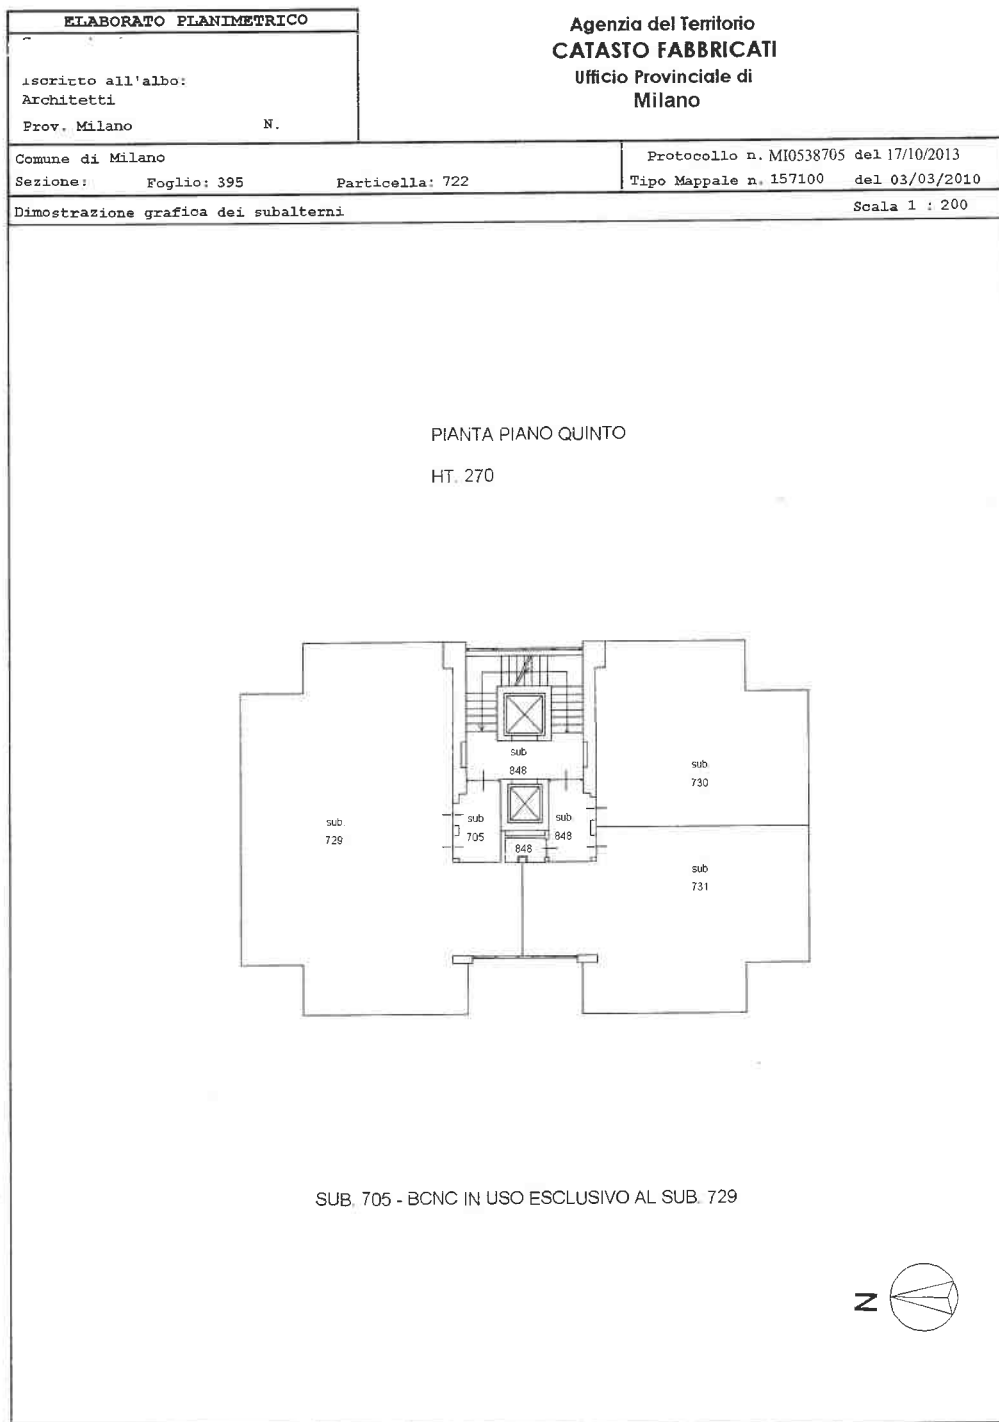 ELABORATO PLANIMETRICO
Iscritto all'albo:
Architetti
Prov. Milano N.
Agenzia del Territorio
CATASTO FABBRICATI
Ufficio Provinciale di
Milano
Comune di Milano
Sezione: Foglio: 395 Particella: 722
Protocollo n. MI0538705 del 17/10/2013
Tipo Mappale n. 157100 del 03/03/2010
Dimostrazione grafica dei subalterni
Scala 1 : 200
PIANTA PIANO QUINTO
HT. 270
sub
848
sub.
730
sub.
729
sub
705
sub
848
848
sub
731
SUB. 705 - BCNC IN USO ESCLUSIVO AL SUB. 729
N